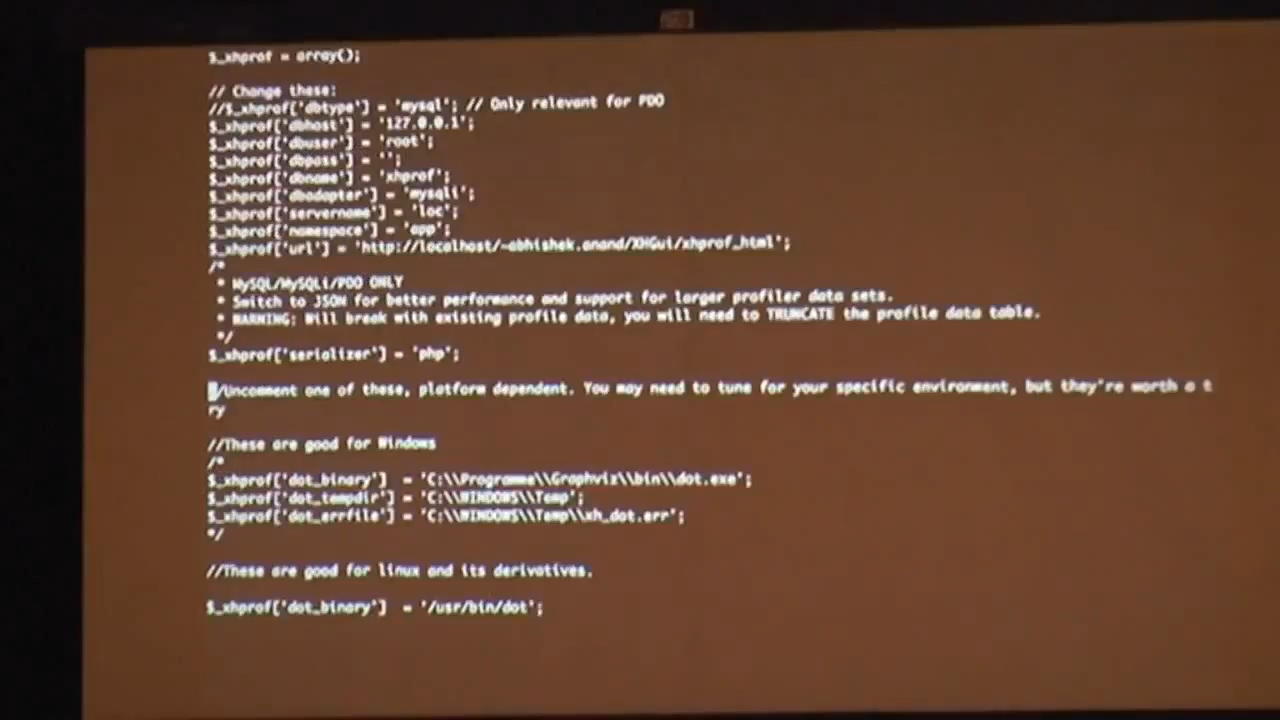 $_xhprof = array();
// Change these:
//$_xhprof['dbtype'] = 'mysql'; // Only relevant for PDO
$_xhprof['dbhost'] = '127.0.0.1';
$_xhprof['dbuser'] = 'root';
$_xhprof['dbpass'] = '';
$_xhprof['dbname'] = 'xhprof';
$_xhprof['dbadapter'] = 'mysqli';
$_xhprof['servername'] = 'loc';
$_xhprof['namespace'] = 'app';
$_xhprof['url'] = 'http://localhost/~abhishek.anand/XHGui/xhprof_html';
/*
* MySQL/MySQLi/PDO ONLY
* Switch to JSON for better performance and support for larger profiler data sets.
* WARNING: Will break with existing profile data, you will need to TRUNCATE the profile data table.
*/
$_xhprof['serializer'] = 'php';
/Uncomment one of these, platform dependent. You may need to tune for your specific environment, but they're worth a t
ry
//These are good for Windows
/*
$_xhprof['dot_binary']  = 'C:\\Programme\\Graphviz\\bin\\dot.exe';
$_xhprof['dot_tempdir'] = 'C:\\WINDOWS\\Temp';
$_xhprof['dot_errfile'] = 'C:\\WINDOWS\\Temp\\xh_dot.err';
*/
//These are good for linux and its derivatives.
$_xhprof['dot_binary']  = '/usr/bin/dot';